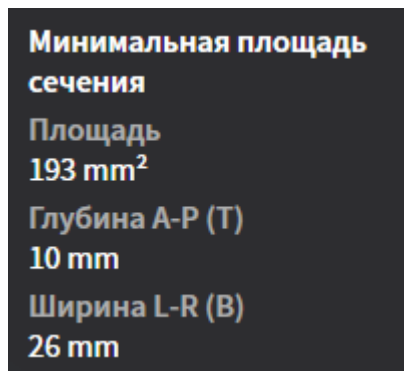 Минимальная площадь
сечения
Площадь
193 mm²
Глубина A-P (T)
10 mm
Ширина L-R (B)
26 mm